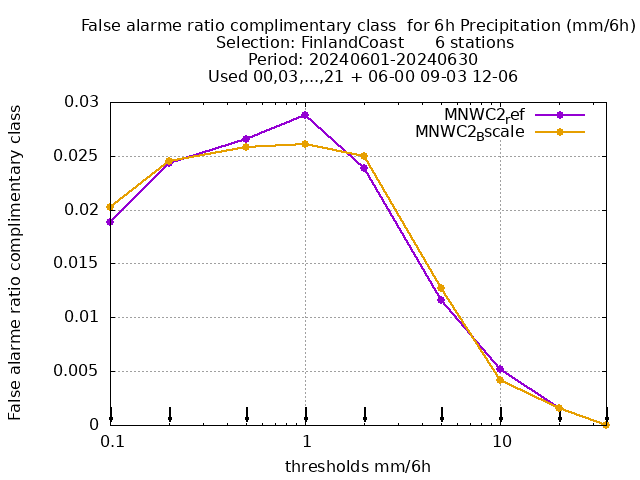 False alarme ratio complimentary class  for 6h Precipitation (mm/6h)
Selection: FinlandCoast      6 stations
Period: 20240601-20240630
Used 00,03,...,21 + 06-00 09-03 12-06
False alarme ratio complimentary class
0.03
0.025
0.02
0.015
0.01
0.005
0
MNWC2ref
MNWC2Bscale
0.1
1
10
thresholds mm/6h